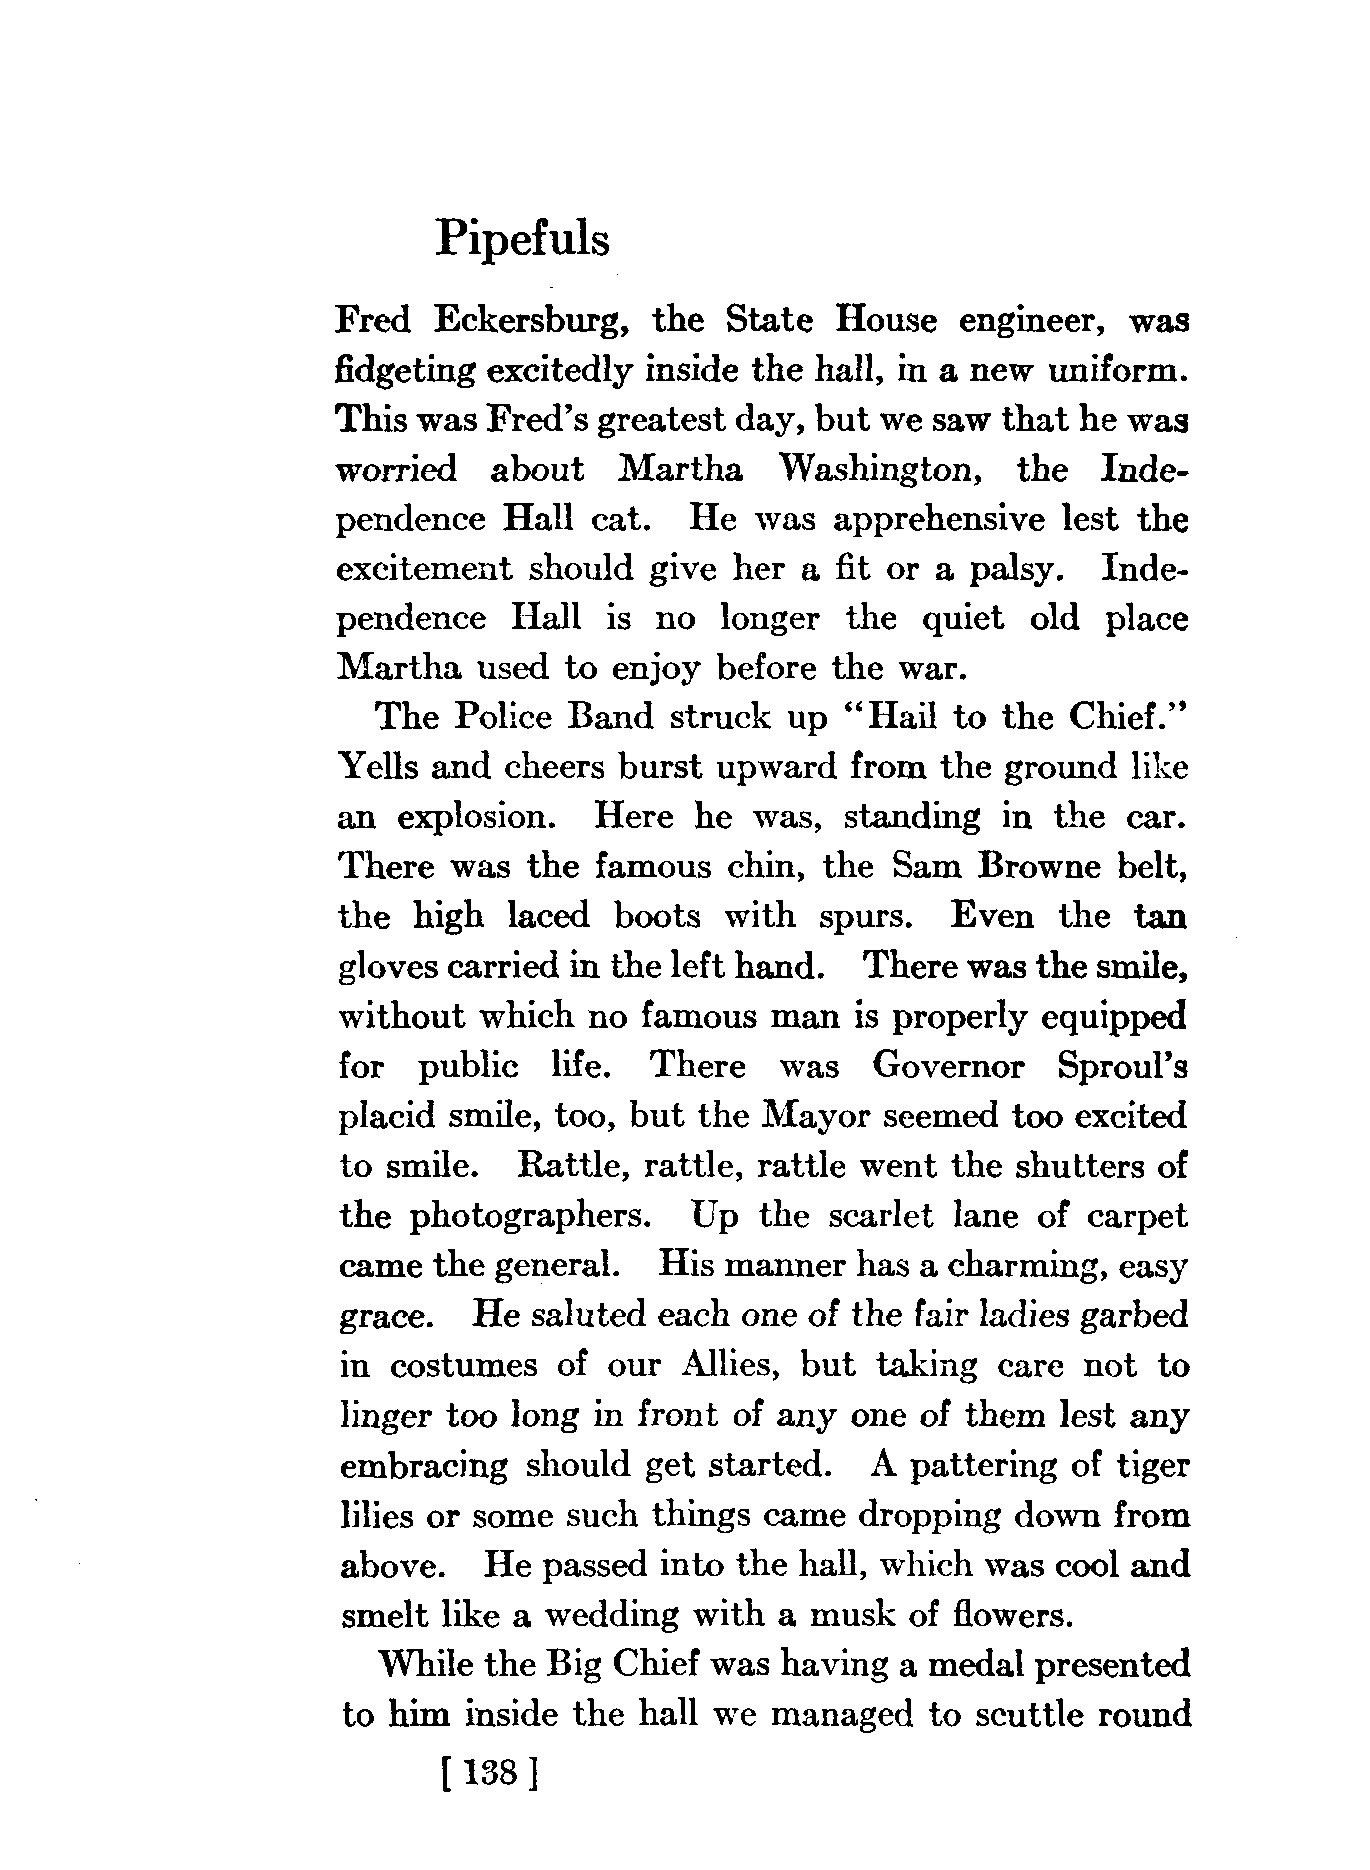 Pipefuls
Fred Eckersburg, the State House engineer, was
fidgeting excitedly inside the hall, in a new uniform.
This was Fred's greatest day, but we saw that he was
worried about Martha Washington, the Inde-
pendence Hall cat. He was apprehensive lest the
excitement should give her a fit or a palsy. Inde-
pendence Hall is no longer the quiet old place
Martha used to enjoy before the war.
The Police Band struck up "Hail to the Chief."
Yells and cheers burst upward from the ground like
an explosion. Here he was, standing in the car.
There was the famous chin, the Sam Browne belt,
the high laced boots with spurs. Even the tan
gloves carried in the left hand. There was the smile,
without which no famous man is properly equipped
for public life. There was Governor Sproul's
placid smile, too, but the Mayor seemed too excited
to smile. Rattle, rattle, rattle went the shutters of
the photographers. Up the scarlet lane of carpet
came the general. His manner has a charming, easy
grace. He saluted each one of the fair ladies garbed
in costumes of our Allies, but taking care not to
linger too long in front of any one of them lest any
embracing should get started. A pattering of tiger
lilies or some such things came dropping down from
above. He passed into the hall, which was cool and
smelt like a wedding with a musk of flowers.
While the Big Chief was having a medal presented
to him inside the hall we managed to scuttle round
[ 138 ]